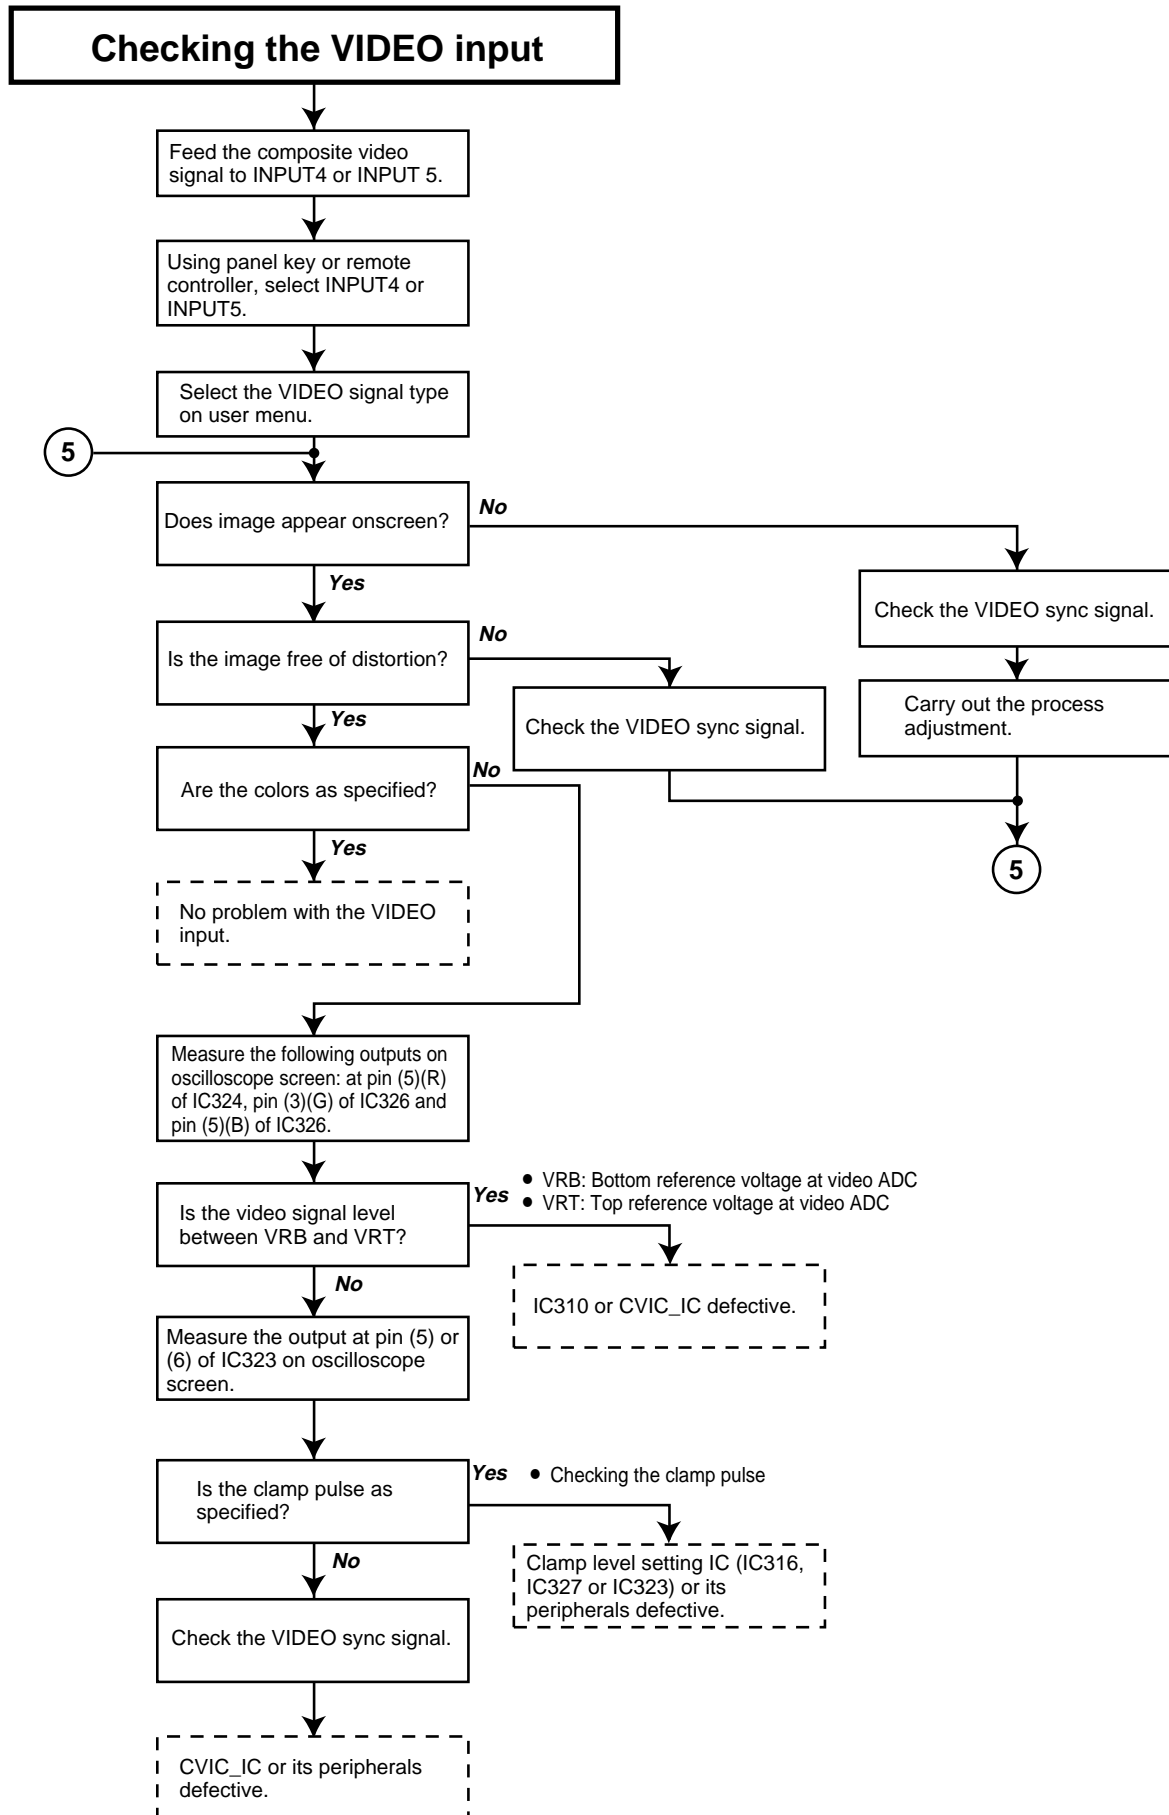 Checking the VIDEO input
Feed the composite video
signal to INPUT4 or INPUT 5.
Using panel key or remote
controller, select INPUT4 or
INPUT5.
Select the VIDEO signal type
on user menu.
5
Does image appear onscreen?
No
Yes
Check the VIDEO sync signal.
Carry out the process
adjustment.
5
Is the image free of distortion?
No
Yes
Check the VIDEO sync signal.
Are the colors as specified?
No
Yes
No problem with the VIDEO
input.
Measure the following outputs on
oscilloscope screen: at pin (5)(R)
of IC324, pin (3)(G) of IC326 and
pin (5)(B) of IC326.
Is the video signal level
between VRB and VRT?
Yes
● VRB: Bottom reference voltage at video ADC
● VRT: Top reference voltage at video ADC
IC310 or CVIC_IC defective.
No
Measure the output at pin (5) or
(6) of IC323 on oscilloscope
screen.
Is the clamp pulse as
specified?
Yes
● Checking the clamp pulse
Clamp level setting IC (IC316,
IC327 or IC323) or its
peripherals defective.
No
Check the VIDEO sync signal.
CVIC_IC or its peripherals
defective.